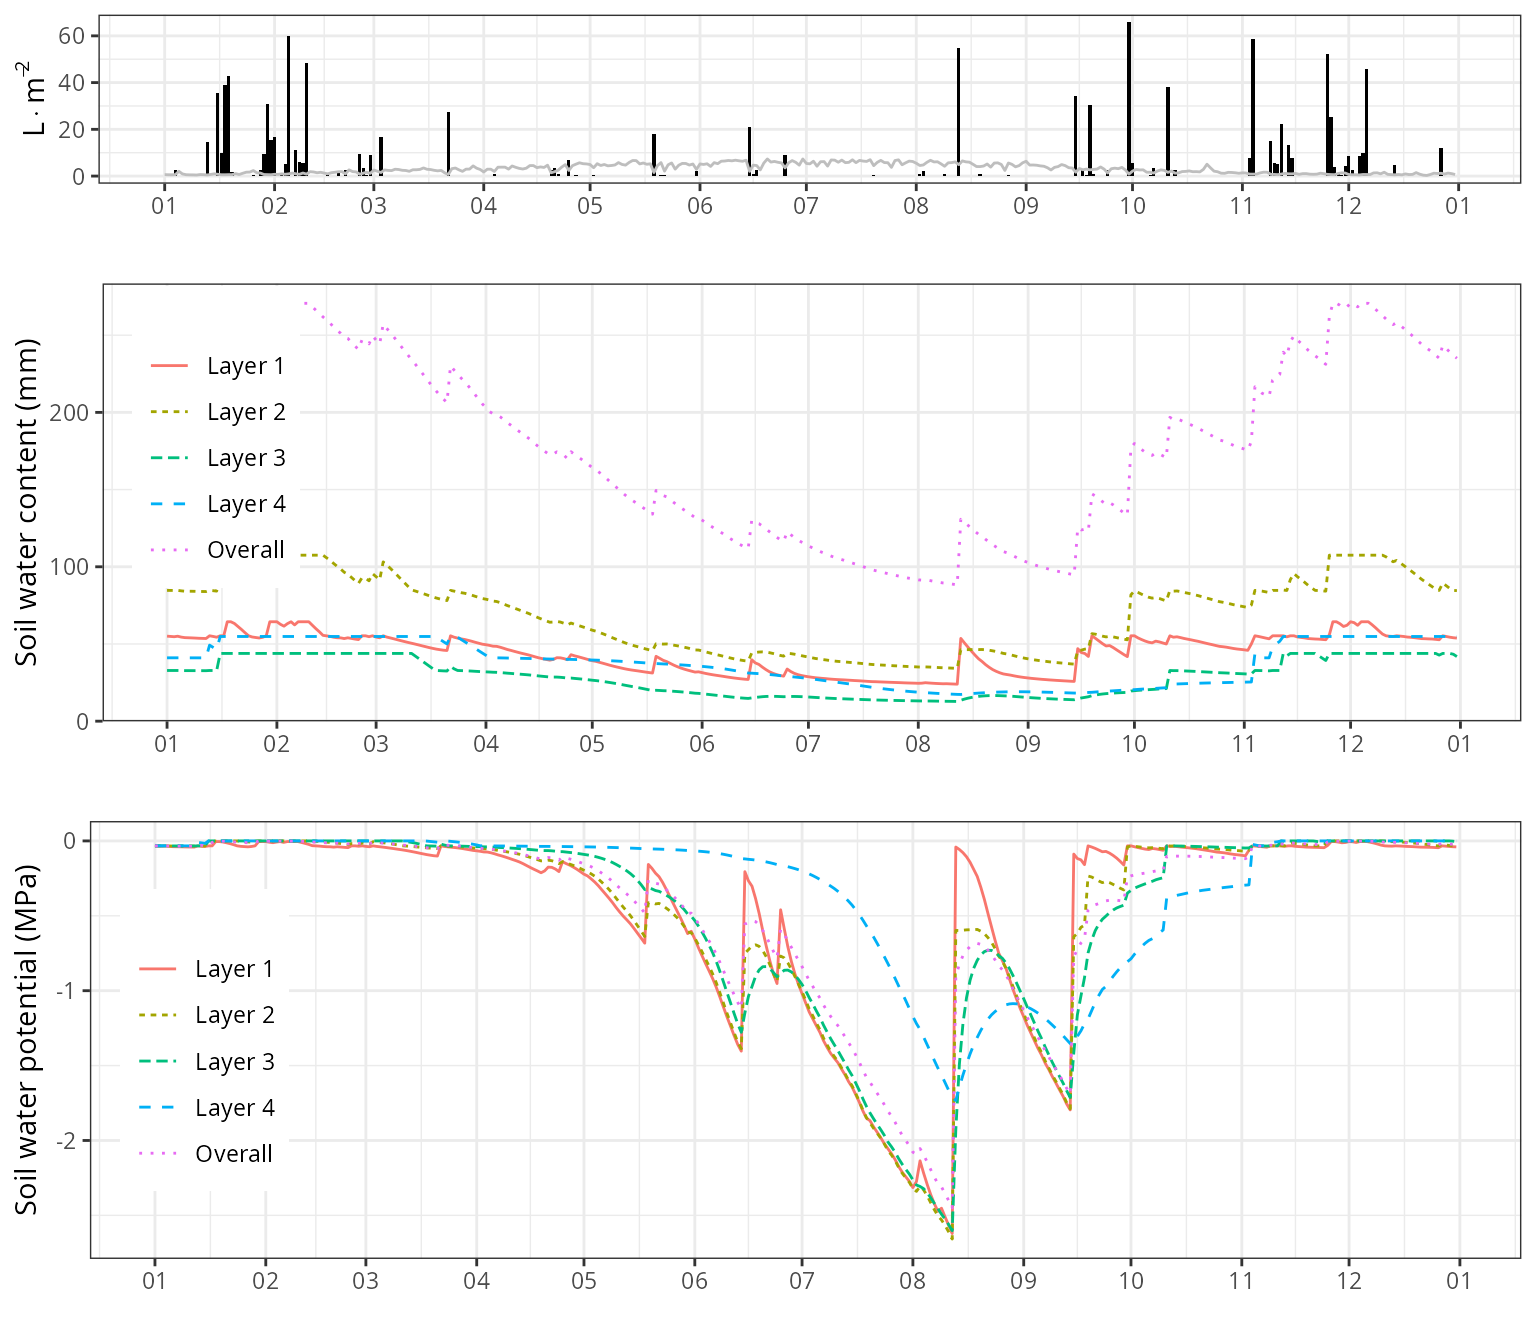 60
40
20
0
L · m⁻²
01 02 03 04 05 06 07 08 09 10 11 12 01
Soil water content (mm)
200
100
0
Layer 1
Layer 2
Layer 3
Layer 4
Overall
01 02 03 04 05 06 07 08 09 10 11 12 01
Soil water potential (MPa)
0
-1
-2
Layer 1
Layer 2
Layer 3
Layer 4
Overall
01 02 03 04 05 06 07 08 09 10 11 12 01